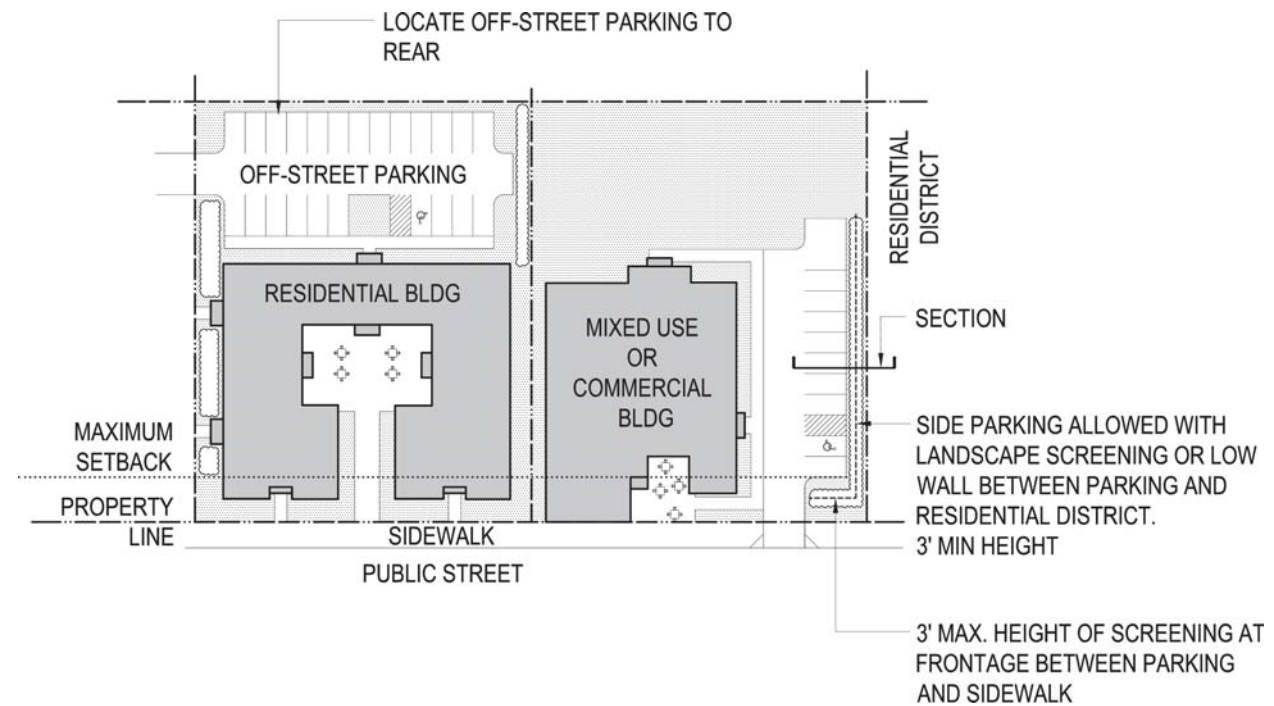 LOCATE OFF-STREET PARKING TO
REAR
OFF-STREET PARKING
RESIDENTIAL
DISTRICT
RESIDENTIAL BLDG
MIXED USE
OR
COMMERCIAL
BLDG
SECTION
MAXIMUM
SETBACK
SIDE PARKING ALLOWED WITH
LANDSCAPE SCREENING OR LOW
WALL BETWEEN PARKING AND
RESIDENTIAL DISTRICT.
3' MIN HEIGHT
PROPERTY
LINE
SIDEWALK
PUBLIC STREET
3' MAX. HEIGHT OF SCREENING AT
FRONTAGE BETWEEN PARKING
AND SIDEWALK